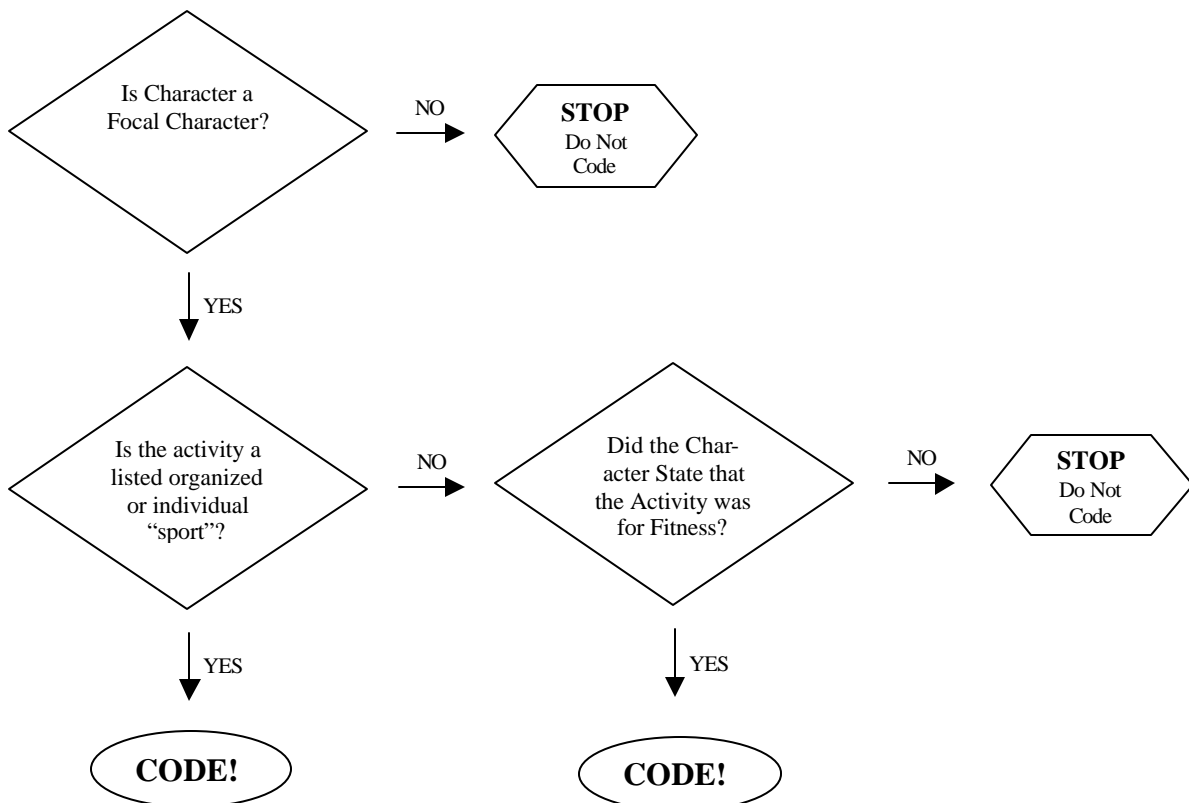 Is Character a
Focal Character?
NO
STOP
Do Not
Code
YES
Is the activity a
listed organized
or individual
“sport”?
NO
Did the Char-
acter State that
the Activity was
for Fitness?
NO
STOP
Do Not
Code
YES
YES
CODE!
CODE!